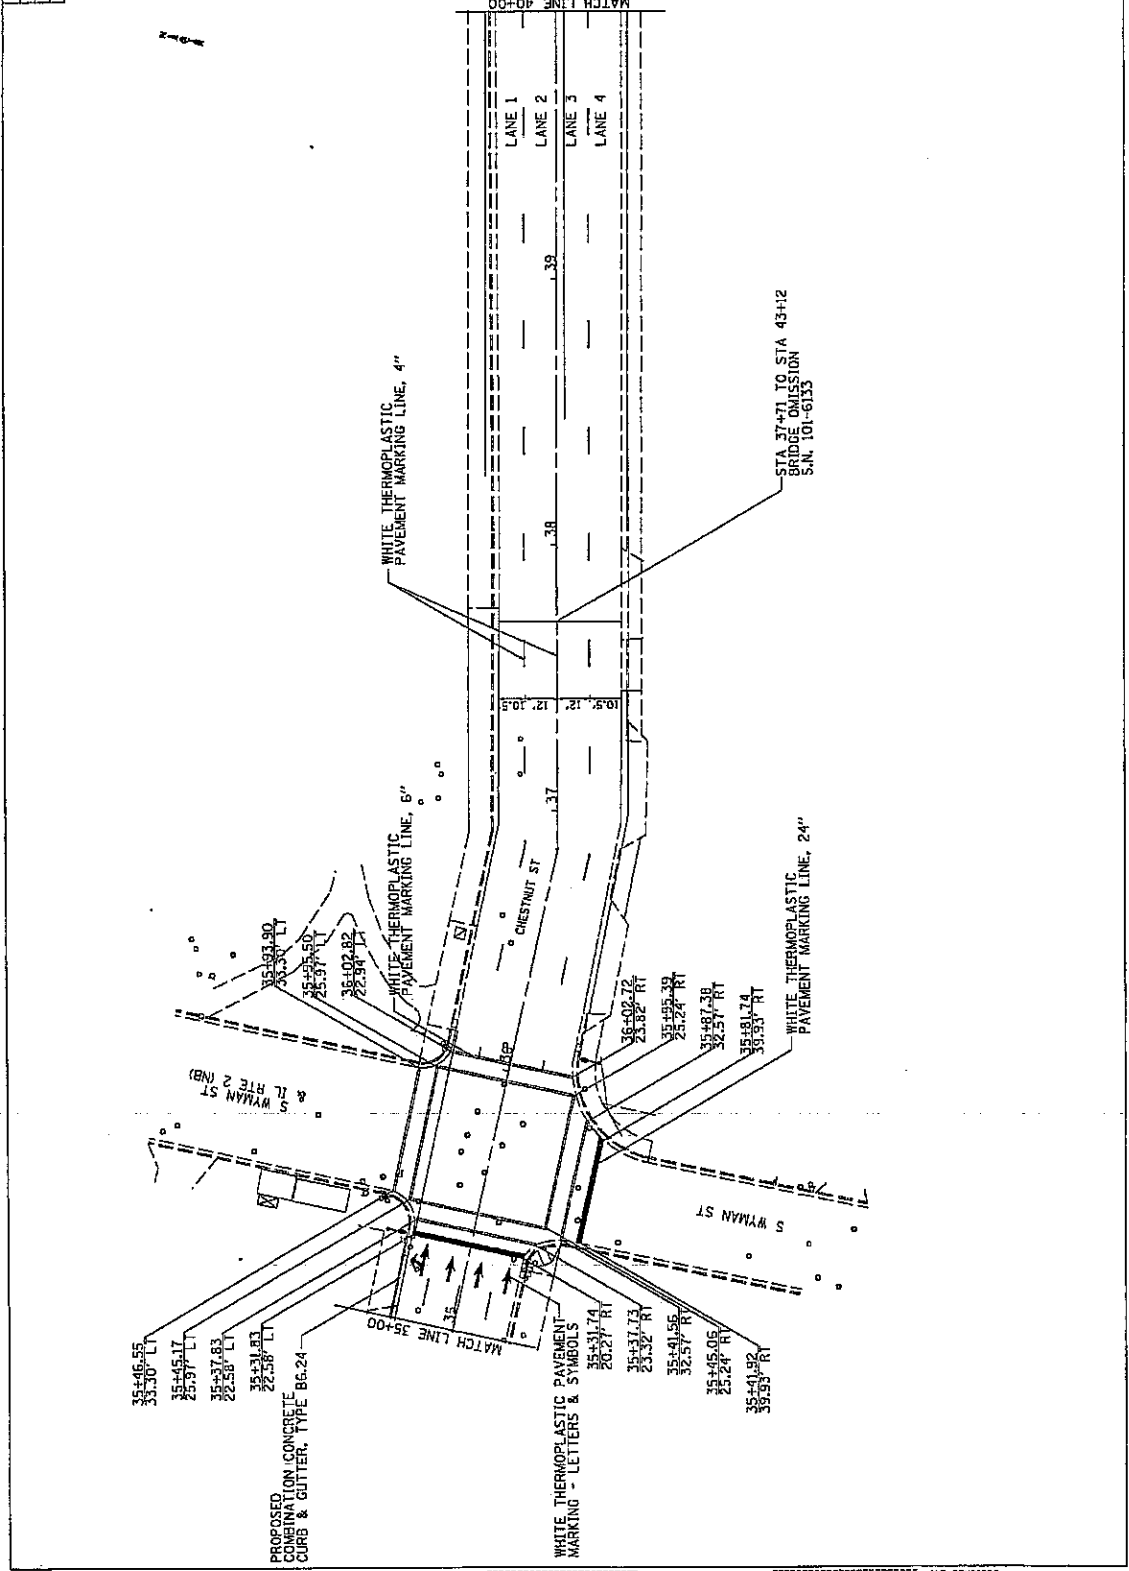 MATCH LINE 40+00
LANE 1
LANE 2
LANE 3
LANE 4
39
38
37
36
35
WHITE THERMOPLASTIC
PAVEMENT MARKING LINE, 4"
STA 37+71 TO STA 43+12
BRIDGE OMISSION
S.N. 101-6133
10.5' 12' 12' 10.5'
CHESTNUT ST
WHITE THERMOPLASTIC
PAVEMENT MARKING LINE, 6"
35+93.90
33.30' LT
35+95.50
25.97' LT
36+02.82
22.94' LT
36+02.72
23.82' RT
35+95.39
25.24' RT
35+87.38
32.57' RT
35+81.74
39.93' RT
WHITE THERMOPLASTIC
PAVEMENT MARKING LINE, 24"
S WYMAN ST
& IL RTE 2 (NB)
S WYMAN ST
MATCH LINE 35+00
35+46.55
33.30' LT
35+45.17
25.97' LT
35+37.83
22.58' LT
35+31.83
22.58' LT
PROPOSED
COMBINATION CONCRETE
CURB & GUTTER, TYPE B6.24
WHITE THERMOPLASTIC PAVEMENT
MARKING - LETTERS & SYMBOLS
35+31.74
20.27' RT
35+37.73
23.32' RT
35+41.56
32.57' RT
35+45.06
25.24' RT
35+41.92
39.93' RT